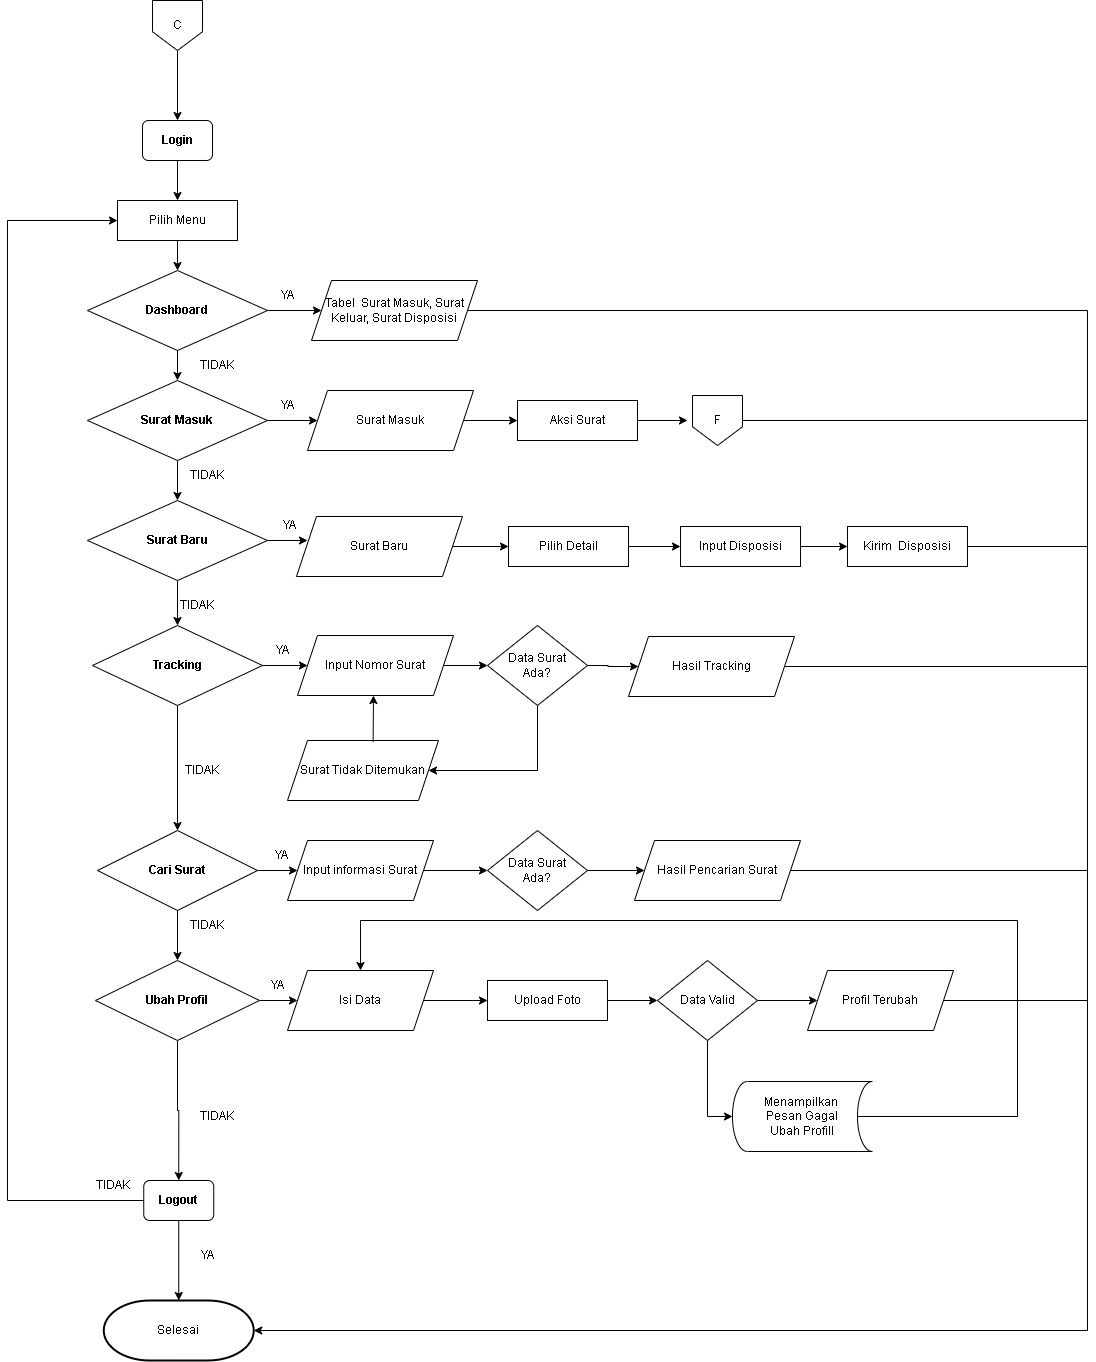 C
Login
Pilih Menu
Dashboard
YA
Tabel Surat Masuk, Surat
Keluar, Surat Disposisi
TIDAK
Surat Masuk
YA
Surat Masuk
Aksi Surat
F
TIDAK
Surat Baru
YA
Surat Baru
Pilih Detail
Input Disposisi
Kirim Disposisi
TIDAK
Tracking
YA
Input Nomor Surat
Data Surat
Ada?
Hasil Tracking
Surat Tidak Ditemukan
TIDAK
Cari Surat
YA
Input informasi Surat
Data Surat
Ada?
Hasil Pencarian Surat
TIDAK
Ubah Profil
YA
Isi Data
Upload Foto
Data Valid
Profil Terubah
Menampilkan
Pesan Gagal
Ubah Profill
TIDAK
TIDAK
Logout
YA
Selesai